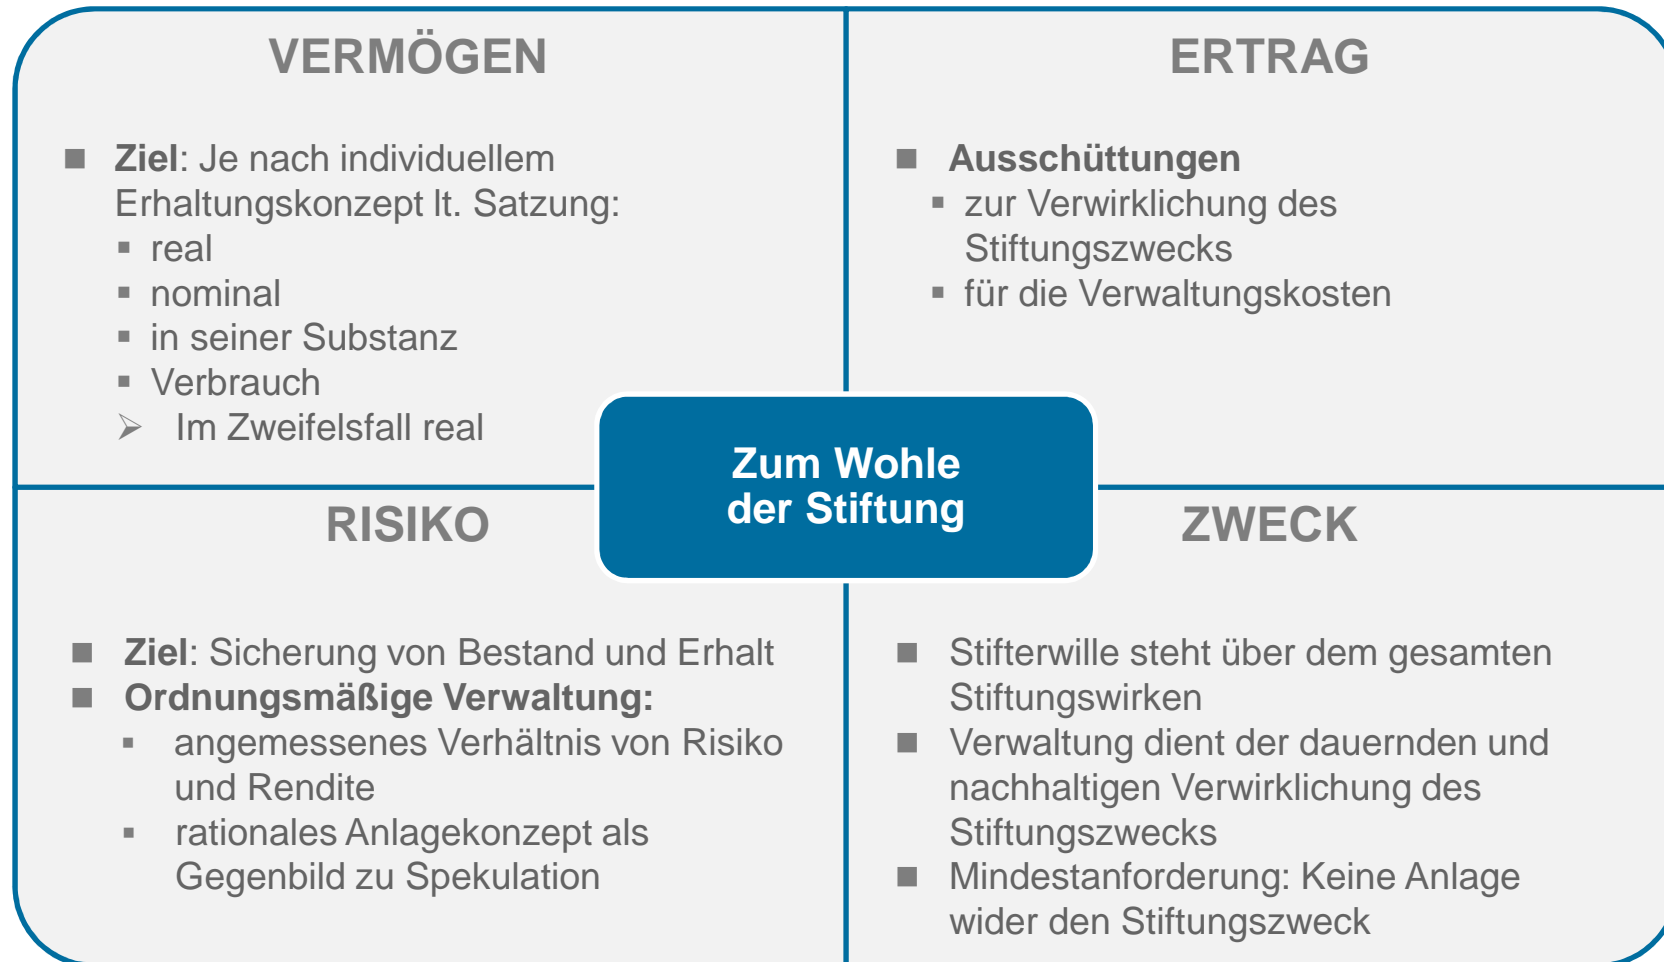 VERMÖGEN
Ziel: Je nach individuellem
Erhaltungskonzept lt. Satzung:
real
nominal
in seiner Substanz
Verbrauch
Im Zweifelsfall real
ERTRAG
Ausschüttungen
zur Verwirklichung des
Stiftungszwecks
für die Verwaltungskosten
Zum Wohle
der Stiftung
RISIKO
Ziel: Sicherung von Bestand und Erhalt
Ordnungsmäßige Verwaltung:
angemessenes Verhältnis von Risiko
und Rendite
rationales Anlagekonzept als
Gegenbild zu Spekulation
ZWECK
Stifterwille steht über dem gesamten
Stiftungswirken
Verwaltung dient der dauernden und
nachhaltigen Verwirklichung des
Stiftungszwecks
Mindestanforderung: Keine Anlage
wider den Stiftungszweck